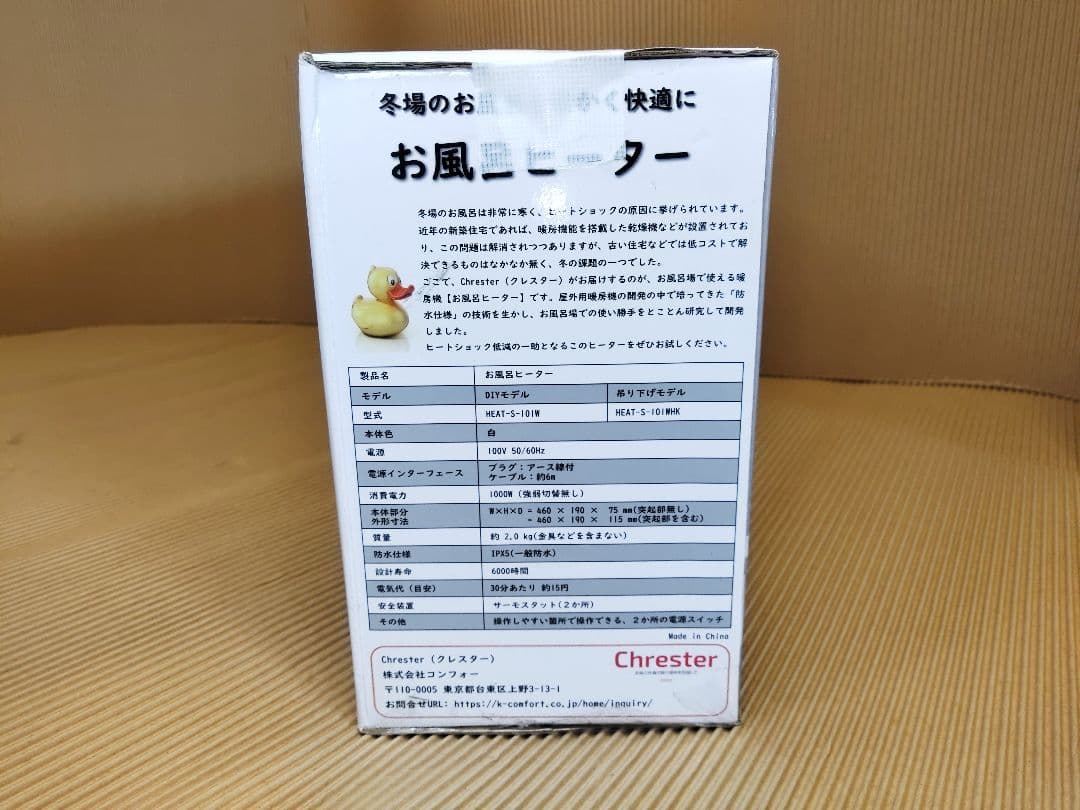 冬場のお風 かく快適に
お風呂ヒーター
冬場のお風呂は非常に寒く、ヒートショックの原因に挙げられています。
近年の新築住宅であれば、暖房機能を搭載した乾燥機などが設置されてお
り、この問題は解消されつつありますが、古い住宅などでは低コストで解
決できるものはなかなか無く、冬の課題の一つでした。
ここで、Chrester（クレスター）がお届けするのが、お風呂場で使える暖
房機【お風呂ヒーター】です。屋外用暖房機の開発の中で培ってきた「防
水仕様」の技術を生かし、お風呂場での使い勝手をとことん研究して開発
しました。
ヒートショック低減の一助となるこのヒーターをぜひお試しください。
製品名 お風呂ヒーター
モデル DIYモデル 吊り下げモデル
型式 HEAT-S-101W HEAT-S-101WHK
本体色 白
電源 100V 50/60Hz
電源インターフェース プラグ：アース線付
ケーブル：約6m
消費電力 1000W（強弱切替無し）
本体部分 W×H×D = 460 × 190 × 75 mm(突起部無し)
外形寸法 = 460 × 190 × 115 mm(突起部を含む)
質量 約 2.0 kg(金具などを含まない)
防水仕様 IPX5(一般防水)
設計寿命 6000時間
電気代（目安） 30分あたり 約15円
安全装置 サーモスタット(２か所)
その他 操作しやすい箇所で操作できる、２か所の電源スイッチ
Made in China
Chrester（クレスター）
Chrester
株式会社コンフォー
〒110-0005 東京都台東区上野3-13-1
お問合せURL: https://k-comfort.co.jp/home/inquiry/